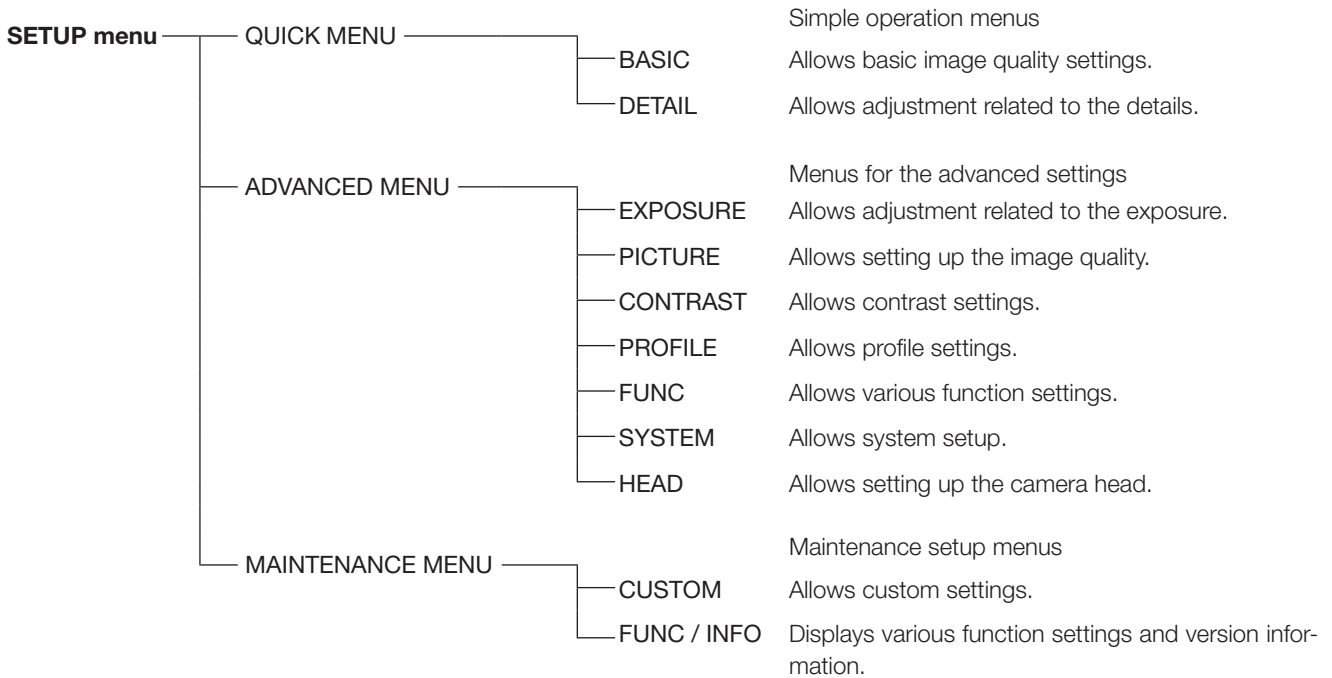 Simple operation menus
SETUP menu QUICK MENU
BASIC Allows basic image quality settings.
DETAIL Allows adjustment related to the details.
Menus for the advanced settings
ADVANCED MENU
EXPOSURE Allows adjustment related to the exposure.
PICTURE Allows setting up the image quality.
CONTRAST Allows contrast settings.
PROFILE Allows profile settings.
FUNC Allows various function settings.
SYSTEM Allows system setup.
HEAD Allows setting up the camera head.
Maintenance setup menus
MAINTENANCE MENU
CUSTOM Allows custom settings.
FUNC / INFO Displays various function settings and version infor-
mation.